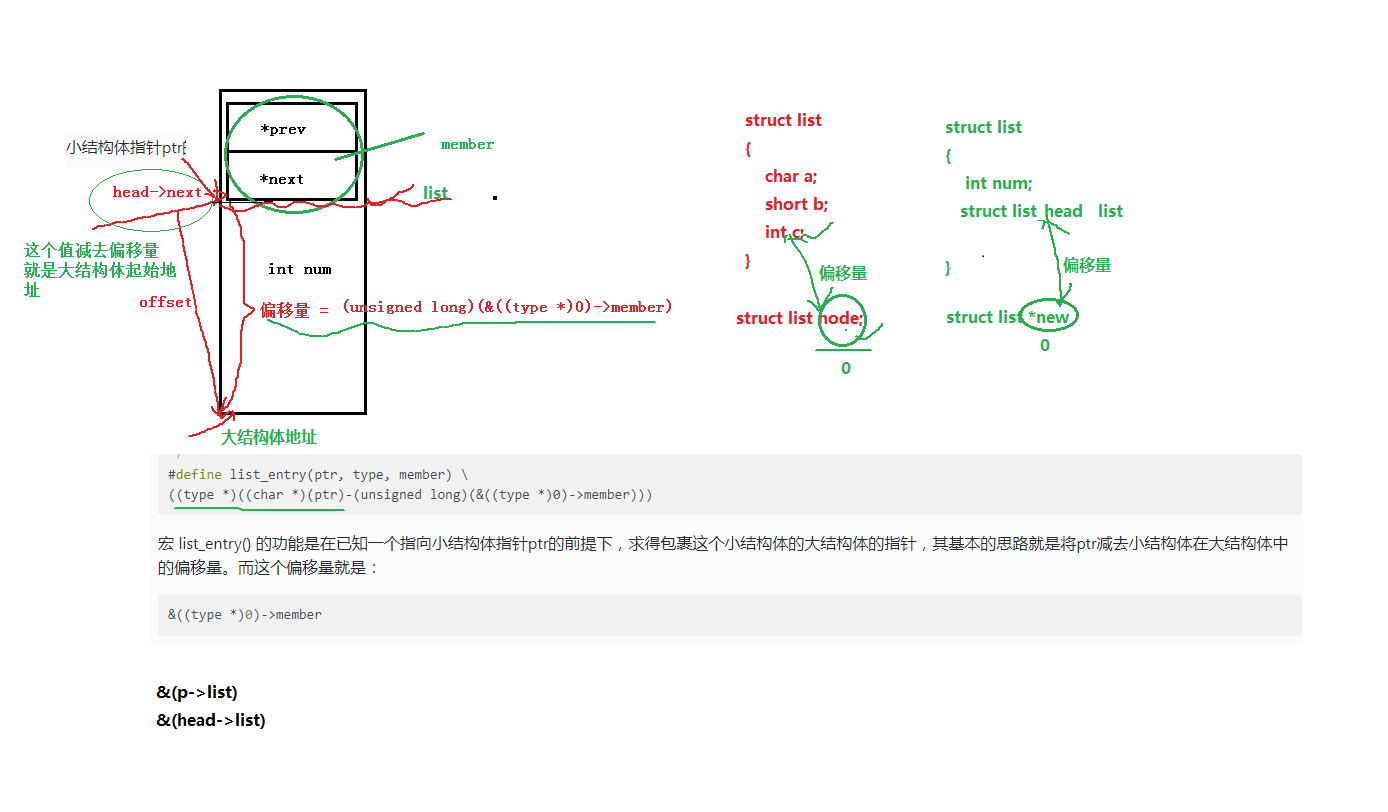 *prev
小结构体指针ptr
member
*next
head->next
list
这个值减去偏移量
就是大结构体起始地
址
int num
offset
偏移量 = (unsigned long)(&((type *)0)->member)
大结构体地址
struct list
{
char a;
short b;
int c;
}
偏移量
struct list node;
0
struct list
{
int num;
struct list_head list
}
偏移量
struct list *new
0
#define list_entry(ptr, type, member) \
((type *)((char *)(ptr)-(unsigned long)(&((type *)0)->member)))
宏 list_entry() 的功能是在已知一个指向小结构体指针ptr的前提下，求得包裹这个小结构体的大结构体的指针，其基本的思路就是将ptr减去小结构体在大结构体中
的偏移量。而这个偏移量就是：
&((type *)0)->member
&(p->list)
&(head->list)